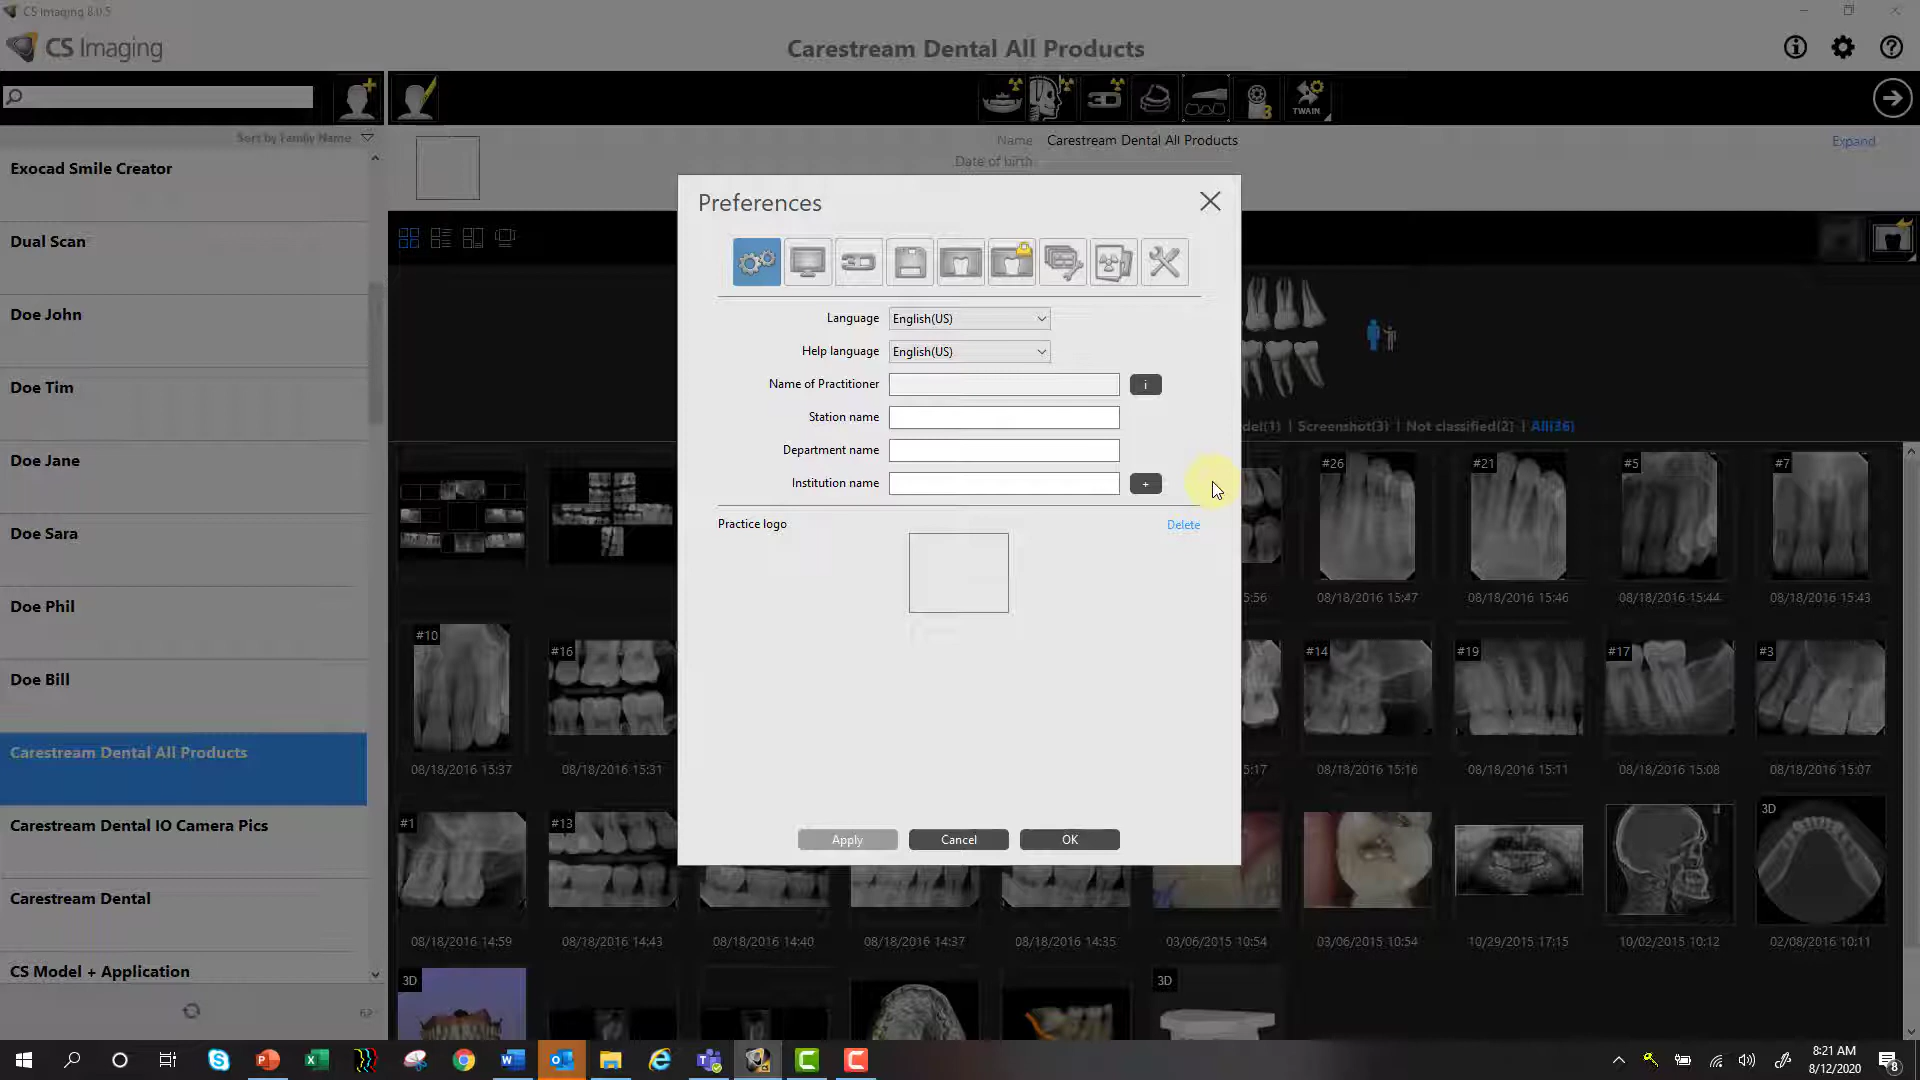 CS Imaging 8.0.5
CS Imaging
Carestream Dental All Products
TWAIN
Sort by Family Name
Name Carestream Dental All Products
Date of birth
Expand
Exocad Smile Creator
Dual Scan
Doe John
Doe Tim
Doe Jane
Doe Sara
Doe Phil
Doe Bill
Carestream Dental All Products
Carestream Dental IO Camera Pics
Carestream Dental
CS Model + Application
62
Preferences
3D
Language English(US)
Help language English(US)
Name of Practitioner i
Station name
Department name
Institution name +
Practice logo Delete
Apply Cancel OK
del(1) | Screenshot(3) | Not classified(2) | All(36)
#26 #21 #5 #7
5:56 08/18/2016 15:47 08/18/2016 15:46 08/18/2016 15:44 08/18/2016 15:43
#10 #16 #14 #19 #17 #3
08/18/2016 15:37 08/18/2016 15:31 5:17 08/18/2016 15:16 08/18/2016 15:11 08/18/2016 15:08 08/18/2016 15:07
#1 #13 3D
08/18/2016 14:59 08/18/2016 14:43 08/18/2016 14:40 08/18/2016 14:37 08/18/2016 14:35 03/06/2015 10:54 03/06/2015 10:54 10/29/2015 17:15 10/02/2015 10:12 02/08/2016 10:11
3D 3D
8:21 AM
8/12/2020
8